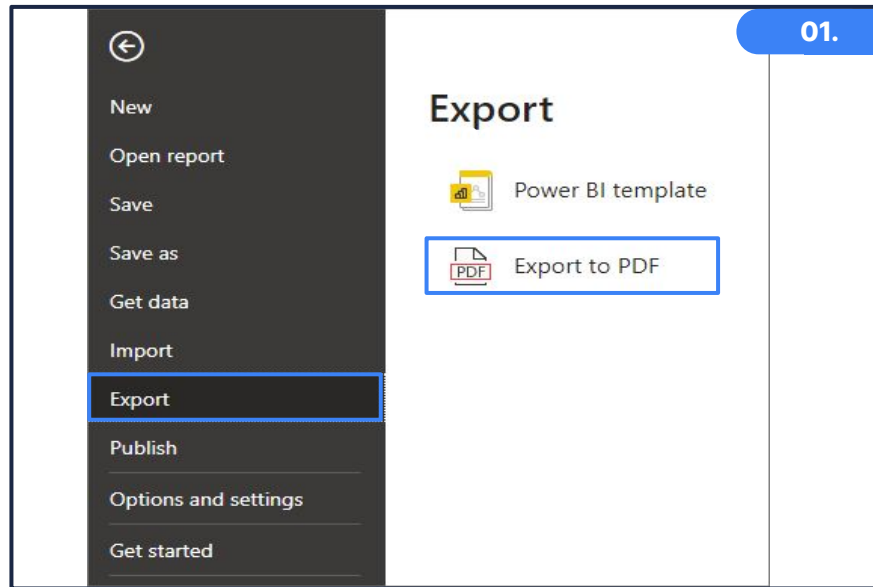 01.
New
Open report
Save
Save as
Get data
Import
Export
Publish
Options and settings
Get started
Export
Power BI template
PDF
Export to PDF